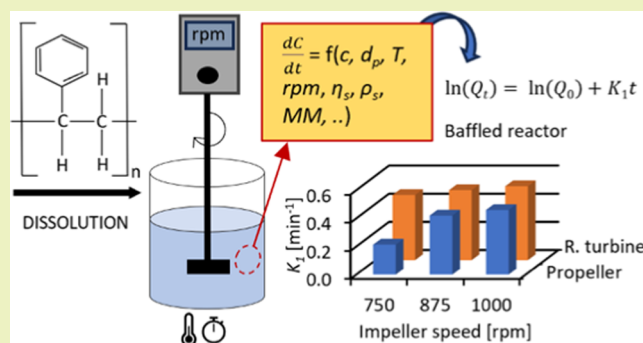 H
H
C
C
H
H
n
DISSOLUTION
rpm
dC/dt = f(c, dₚ, T,
rpm, ηₛ, ρₛ,
MM, ..)
ln(Qₜ) = ln(Q₀) + K₁t
Baffled reactor
K₁ [min⁻¹]
0.6
0.4
0.2
0.0
R. turbine
Propeller
750 875 1000
Impeller speed [rpm]